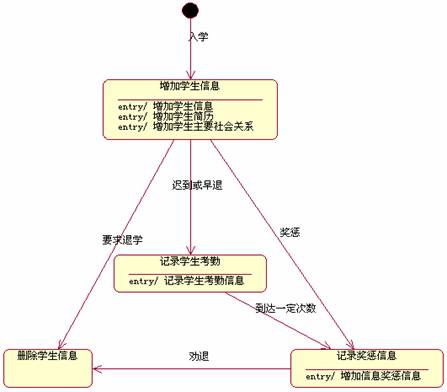 入学
增加学生信息
entry/ 增加学生信息
entry/ 增加学生简历
entry/ 增加学生主要社会关系
迟到或早退
奖惩
要求退学
记录学生考勤
entry/ 记录学生考勤信息
到达一定次数
删除学生信息
劝退
记录奖惩信息
entry/ 增加信息奖惩信息